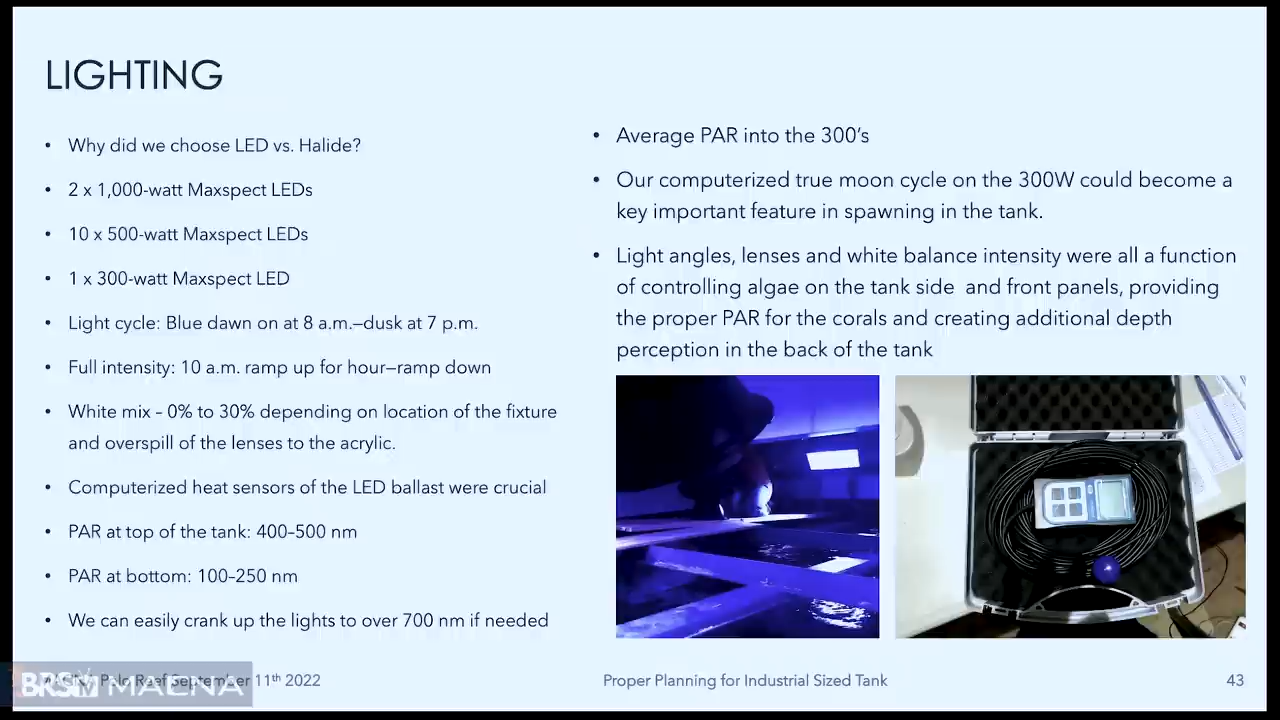 LIGHTING
• Why did we choose LED vs. Halide?
• 2 x 1,000-watt Maxspect LEDs
• 10 x 500-watt Maxspect LEDs
• 1 x 300-watt Maxspect LED
• Light cycle: Blue dawn on at 8 a.m.–dusk at 7 p.m.
• Full intensity: 10 a.m. ramp up for hour–ramp down
• White mix – 0% to 30% depending on location of the fixture
and overspill of the lenses to the acrylic.
• Computerized heat sensors of the LED ballast were crucial
• PAR at top of the tank: 400–500 nm
• PAR at bottom: 100–250 nm
• We can easily crank up the lights to over 700 nm if needed
• Average PAR into the 300's
• Our computerized true moon cycle on the 300W could become a
key important feature in spawning in the tank.
• Light angles, lenses and white balance intensity were all a function
of controlling algae on the tank side and front panels, providing
the proper PAR for the corals and creating additional depth
perception in the back of the tank
Reef September 11th 2022
BRStv MACNA
Proper Planning for Industrial Sized Tank
43